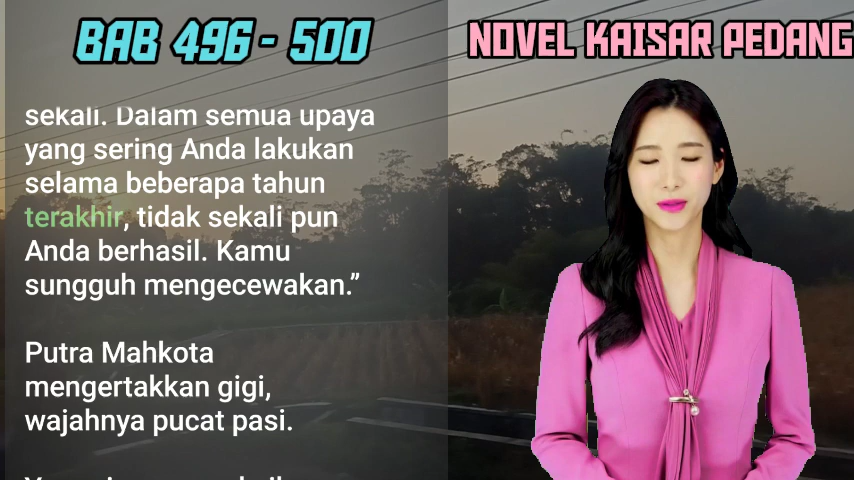 BAB 496 - 500
NOVEL KAISAR PEDANG
sekali. Dalam semua upaya
yang sering Anda lakukan
selama beberapa tahun
terakhir, tidak sekali pun
Anda berhasil. Kamu
sungguh mengecewakan.”
Putra Mahkota
mengertakkan gigi,
wajahnya pucat pasi.